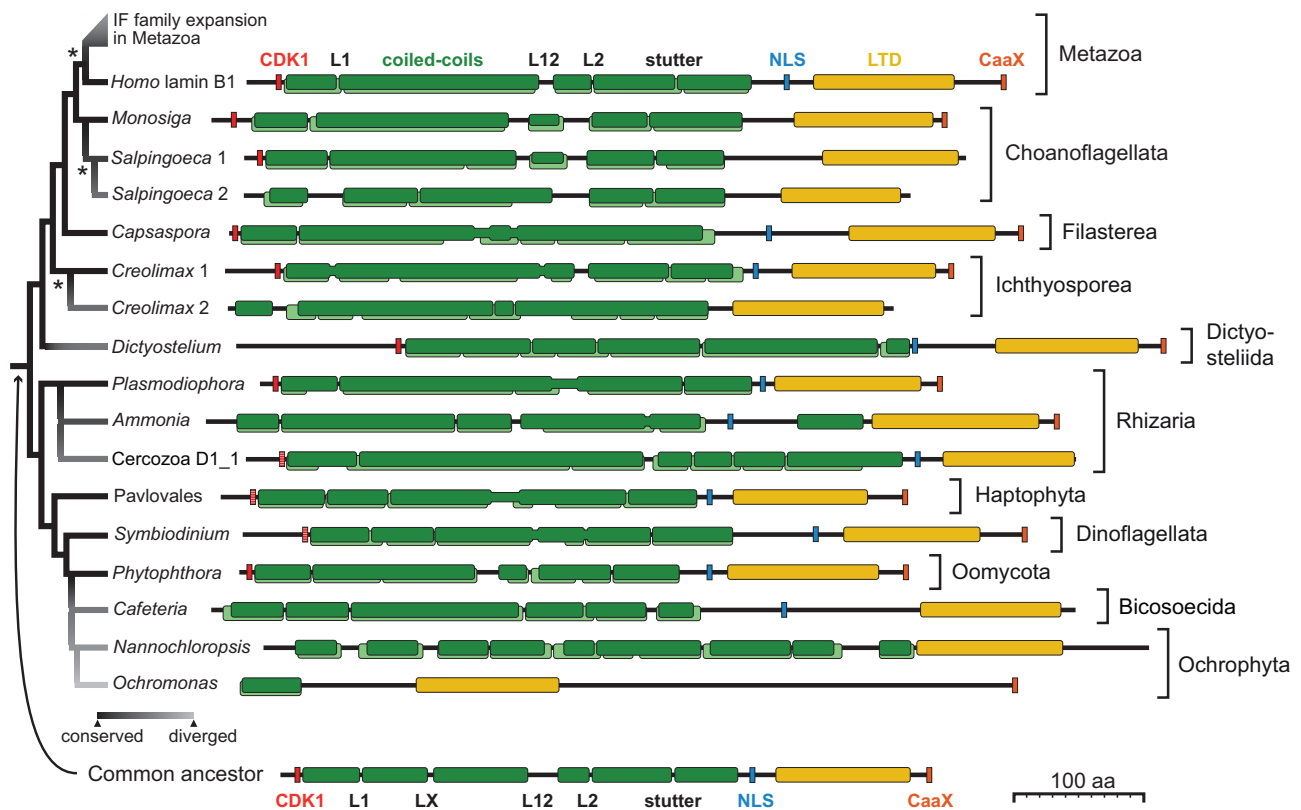 IF family expansion
in Metazoa
*
CDK1 L1 coiled-coils L12 L2 stutter NLS LTD CaaX
Metazoa
Homo lamin B1
Monosiga
*
Salpingoeca 1
Choanoflagellata
Salpingoeca 2
Capsaspora
Filasterea
Creolimax 1
*
Ichthyosporea
Creolimax 2
Dictyostelium
Dictyo-
steliida
Plasmodiophora
Ammonia
Rhizaria
Cercozoa D1_1
Pavlovales
Haptophyta
Symbiodinium
Dinoflagellata
Phytophthora
Oomycota
Cafeteria
Bicosoecida
Nannochloropsis
Ochrophyta
Ochromonas
conserved diverged
Common ancestor
100 aa
CDK1 L1 LX L12 L2 stutter NLS CaaX